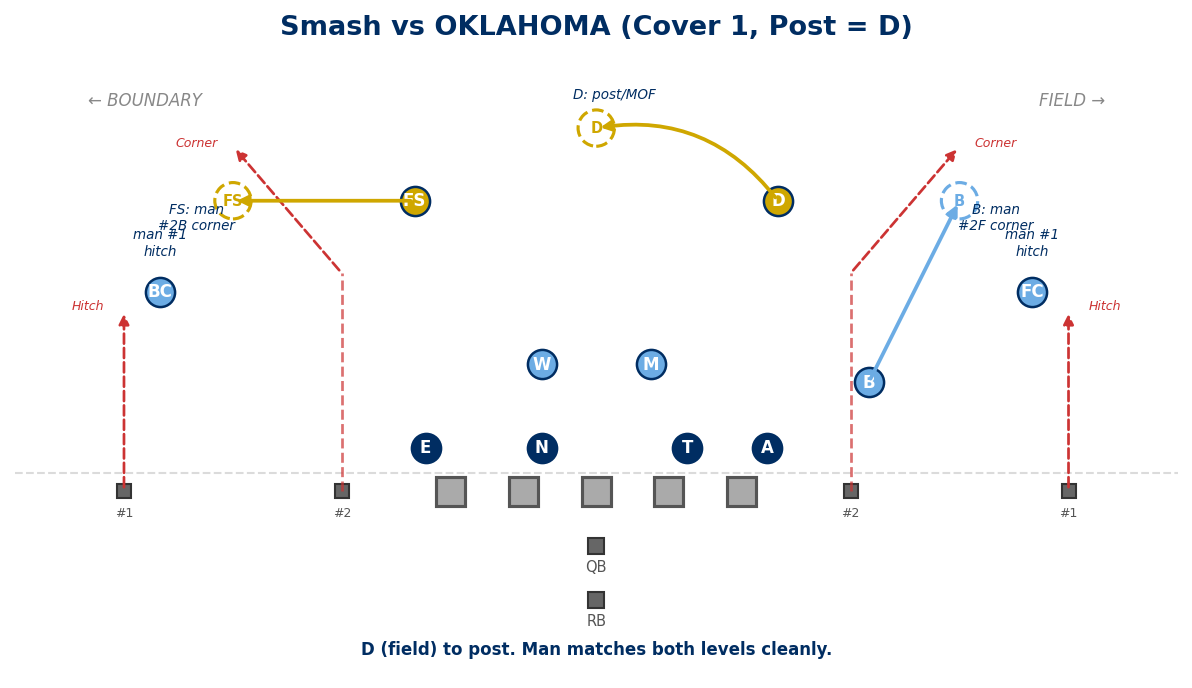 Smash vs OKLAHOMA (Cover 1, Post = D)
← BOUNDARY
D: post/MOF
FIELD →
D
Corner
Corner
FS
FS
D
B
FS: man
#2B corner
B: man
#2F corner
man #1
hitch
man #1
hitch
BC
FC
Hitch
Hitch
W
M
B
E
N
T
A
#1
#2
#2
#1
QB
RB
D (field) to post. Man matches both levels cleanly.